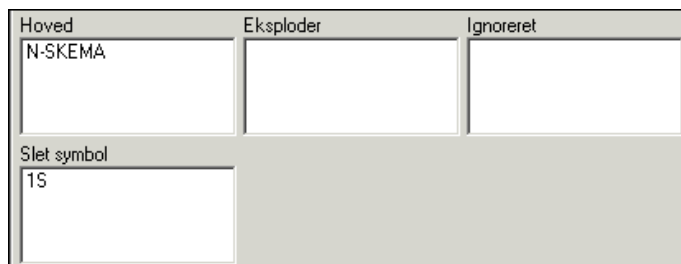 Hoved
N-SKEMA
Eksploder
Ignoreret
Slet symbol
1S